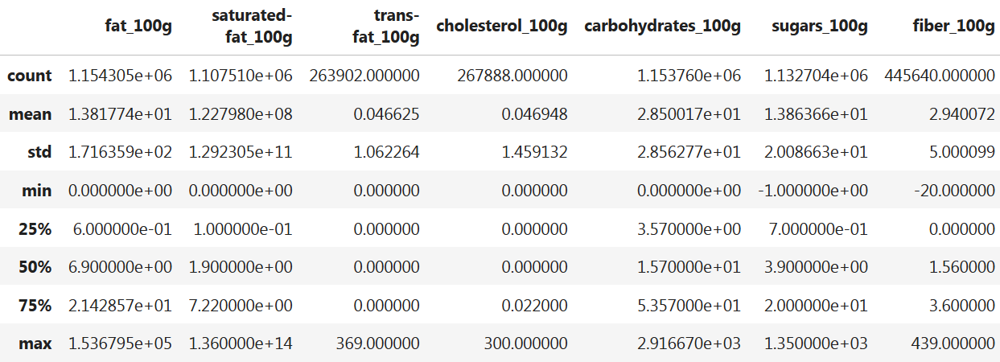 fat_100g saturated-fat_100g trans-fat_100g cholesterol_100g carbohydrates_100g sugars_100g fiber_100g
count 1.154305e+06 1.107510e+06 263902.000000 267888.000000 1.153760e+06 1.132704e+06 445640.000000
mean 1.381774e+01 1.227980e+08 0.046625 0.046948 2.850017e+01 1.386366e+01 2.940072
std 1.716359e+02 1.292305e+11 1.062264 1.459132 2.856277e+01 2.008663e+01 5.000099
min 0.000000e+00 0.000000e+00 0.000000 0.000000 0.000000e+00 -1.000000e+00 -20.000000
25% 6.000000e-01 1.000000e-01 0.000000 0.000000 3.570000e+00 7.000000e-01 0.000000
50% 6.900000e+00 1.900000e+00 0.000000 0.000000 1.570000e+01 3.900000e+00 1.560000
75% 2.142857e+01 7.220000e+00 0.000000 0.022000 5.357000e+01 2.000000e+01 3.600000
max 1.536795e+05 1.360000e+14 369.000000 300.000000 2.916670e+03 1.350000e+03 439.000000